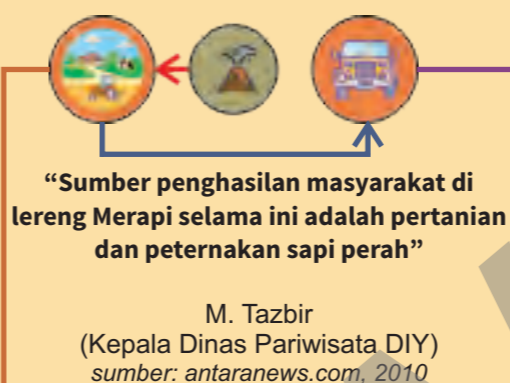 “Sumber penghasilan masyarakat di
lereng Merapi selama ini adalah pertanian
dan peternakan sapi perah”
M. Tazbir
(Kepala Dinas Pariwisata DIY)
sumber: antaranews.com, 2010